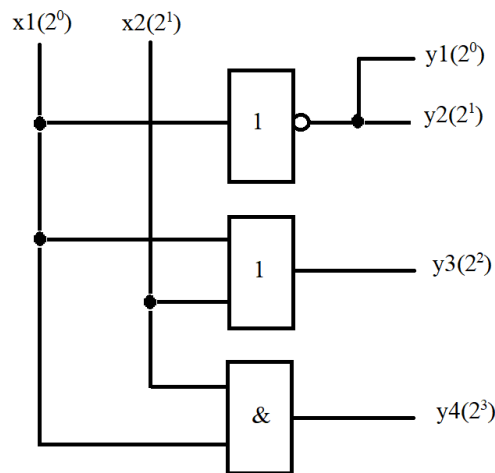 x1(2⁰) x2(2¹)
y1(2⁰)
1 y2(2¹)
1 y3(2²)
& y4(2³)